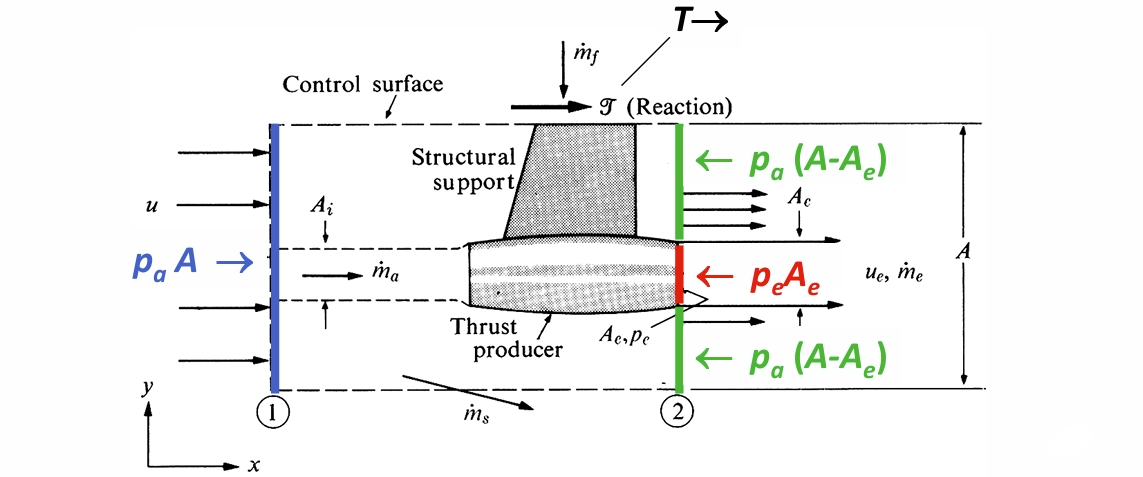 T→
ṁf
Control surface
𝒯 (Reaction)
Structural
support
← pa (A-Ae)
u
Ai
Ae
pa A →
ṁa
← peAe
ue, ṁe
A
Thrust
producer
Ae, pe
← pa (A-Ae)
ṁs
y
1
2
x